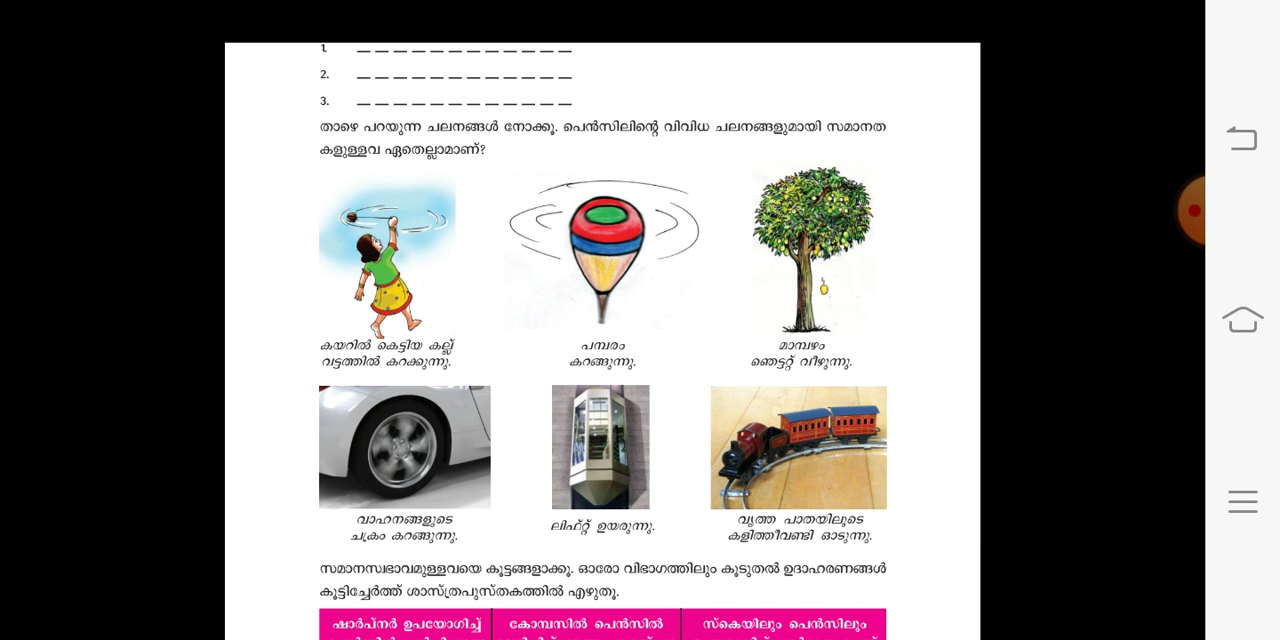 1. _ _ _ _ _ _ _ _ _ _ _ _
2. _ _ _ _ _ _ _ _ _ _ _ _
3. _ _ _ _ _ _ _ _ _ _ _ _
താഴെ പറയുന്ന ചലനങ്ങൾ നോക്കൂ. പെൻസിലിന്റെ വിവിധ ചലനങ്ങളുമായി സമാനത
കളുള്ളവ ഏതെല്ലാമാണ്?
കയറിൽ കെട്ടിയ കല്ല്
വട്ടത്തിൽ കറക്കുന്നു.
പമ്പരം
കറങ്ങുന്നു.
മാമ്പഴം
ഞെട്ടറ്റ് വീഴുന്നു.
വാഹനങ്ങളുടെ
ചക്രം കറങ്ങുന്നു.
ലിഫ്റ്റ് ഉയരുന്നു.
വൃത്ത പാതയിലൂടെ
കളിത്തീവണ്ടി ഓടുന്നു.
സമാനസ്വഭാവമുള്ളവയെ കൂട്ടങ്ങളാക്കൂ. ഓരോ വിഭാഗത്തിലും കൂടുതൽ ഉദാഹരണങ്ങൾ
കൂട്ടിച്ചേർത്ത് ശാസ്ത്രപുസ്തകത്തിൽ എഴുതൂ.
ഷാർപ്നർ ഉപയോഗിച്ച്
കോമ്പസിൽ പെൻസിൽ
സ്കെയിലും പെൻസിലും